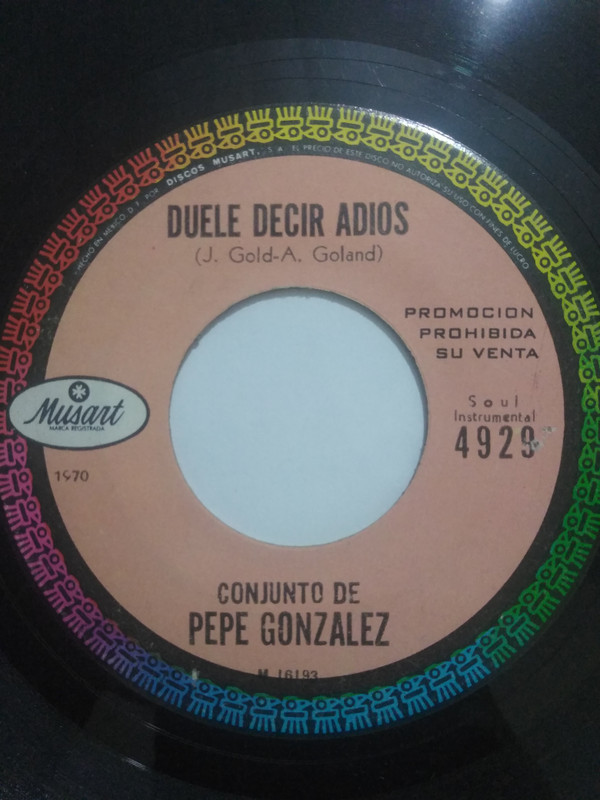 HECHO EN MEXICO, D. F. POR DISCOS MUSART, S. A. EL PRECIO DE ESTE DISCO NO AUTORIZA SU USO CON FINES DE LUCRO
DUELE DECIR ADIOS
(J. Gold-A. Goland)
PROMOCION
PROHIBIDA
SU VENTA
Musart
MARCA REGISTRADA
Soul
Instrumental
4929
1970
CONJUNTO DE
PEPE GONZALEZ
M 16193